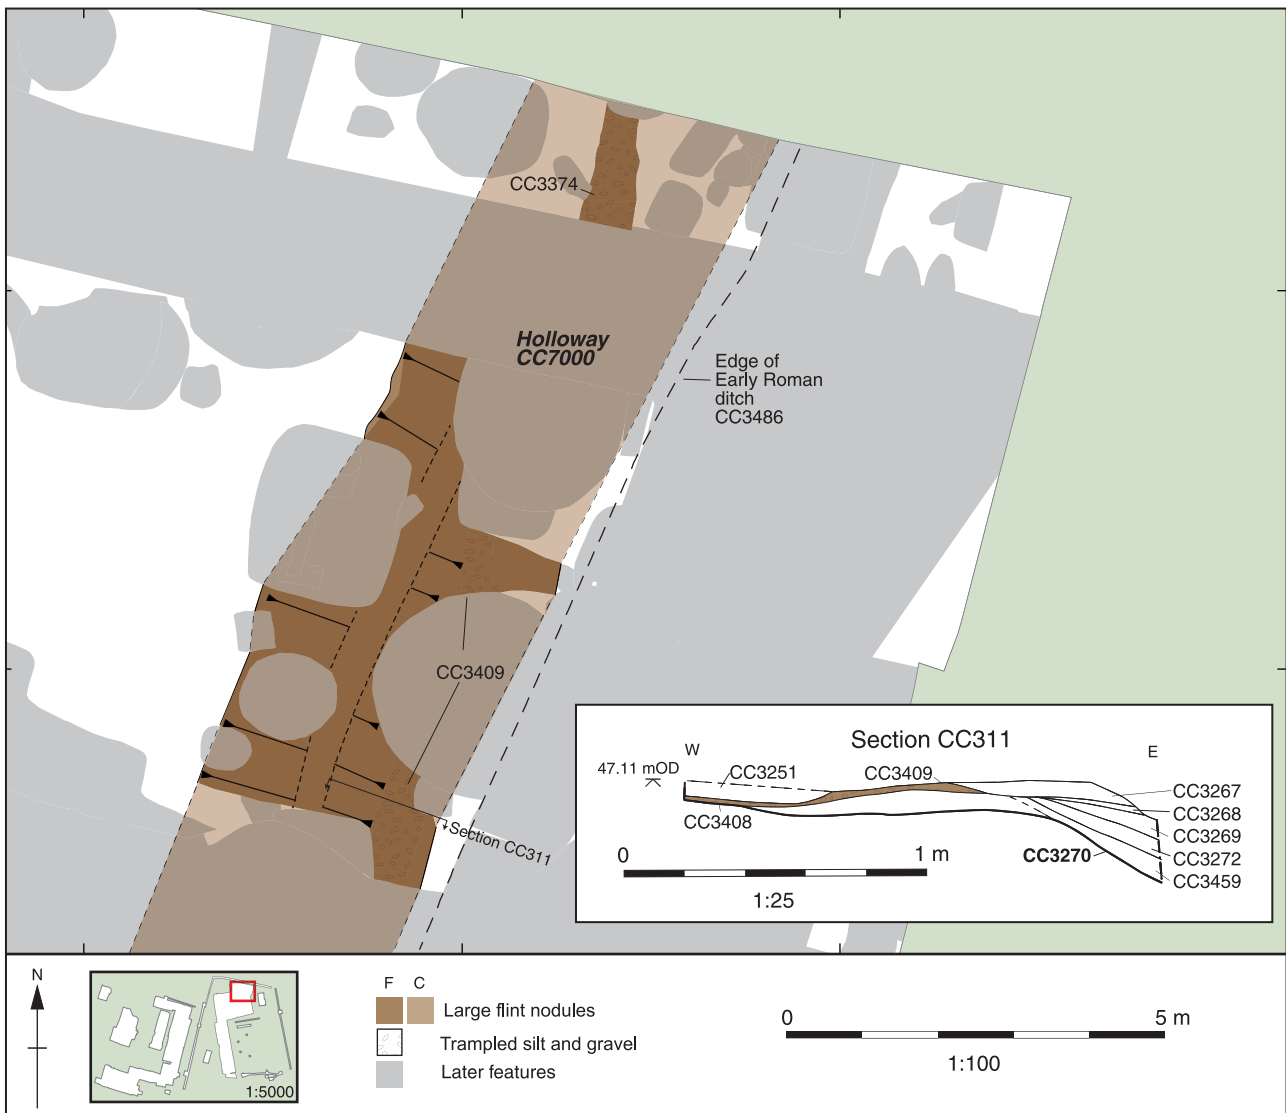 CC3374
Holloway
CC7000
Edge of
Early Roman
ditch
CC3486
CC3409
Section CC311
Section CC311
W
E
47.11 mOD
CC3251
CC3409
CC3267
CC3408
CC3268
CC3269
CC3270
CC3272
CC3459
0
1 m
1:25
N
1:5000
F
C
Large flint nodules
Trampled silt and gravel
Later features
0
5 m
1:100